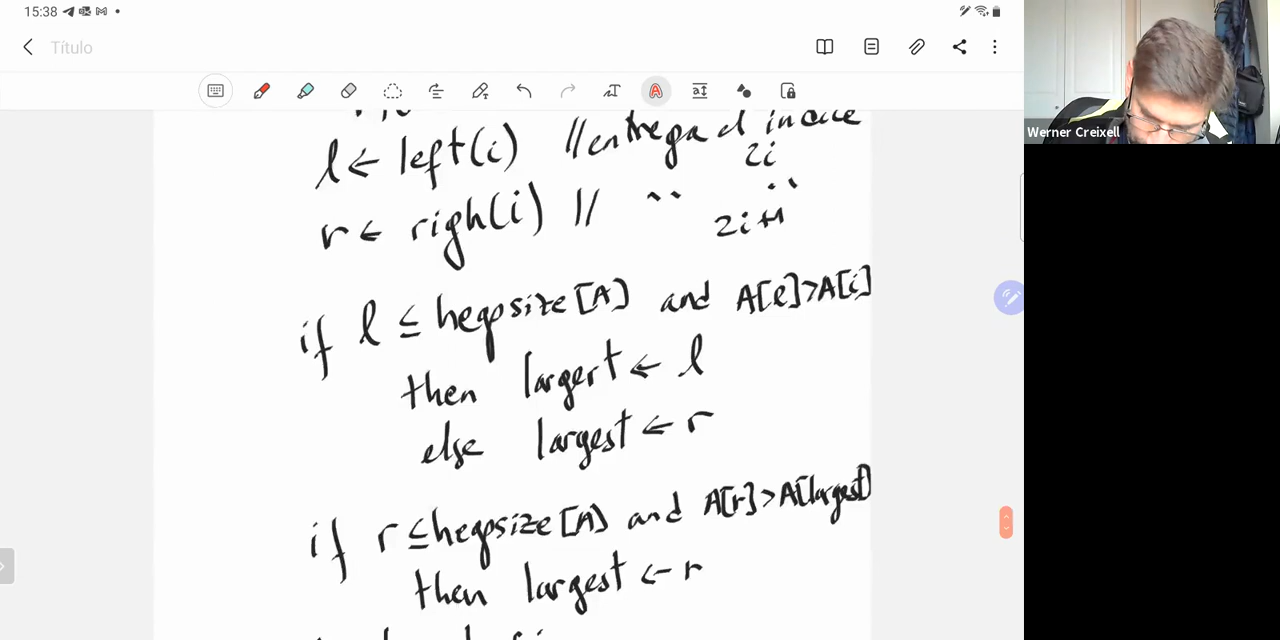 15:38
Título
l ← left(i) //entrega el indice
2i
r ← righ(i) // " "
2i+1
if l ≤ heapsize[A] and A[l]>A[i]
then largest ← l
else largest ← r
if r ≤ heapsize[A] and A[r]>A[largest]
then largest ← r
Werner Creixell